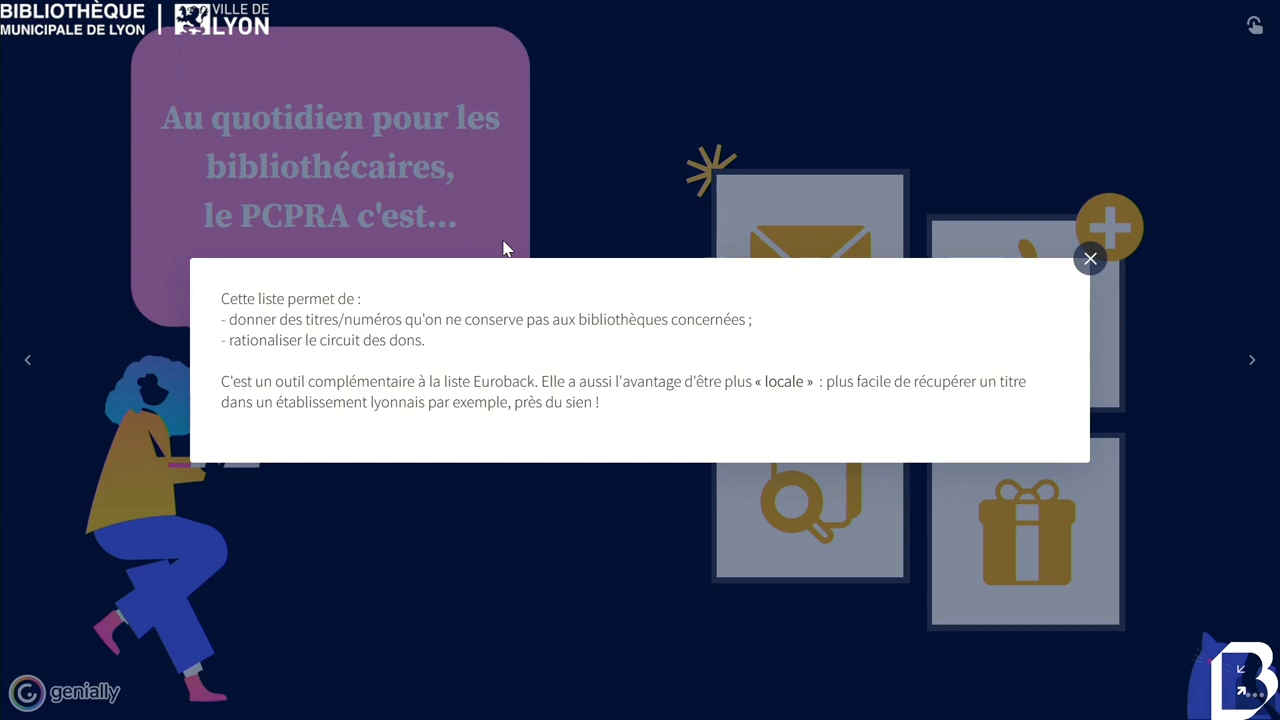 BIBLIOTHÈQUE
MUNICIPALE DE LYON
VILLE DE
LYON
Au quotidien pour les
bibliothécaires,
le PCPRA c'est...
Cette liste permet de :
- donner des titres/numéros qu'on ne conserve pas aux bibliothèques concernées ;
- rationaliser le circuit des dons.
C'est un outil complémentaire à la liste Euroback. Elle a aussi l'avantage d'être plus « locale » : plus facile de récupérer un titre
dans un établissement lyonnais par exemple, près du sien !
genially
B